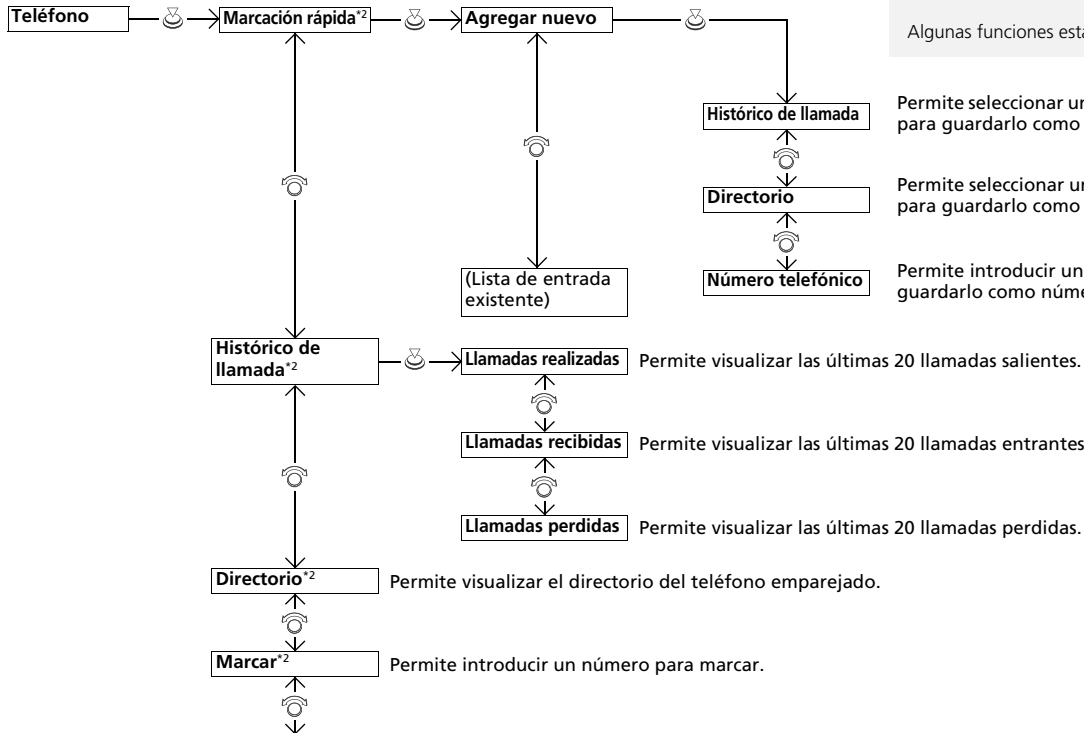 Teléfono
Marcación rápida*2
Agregar nuevo
Algunas funciones está
Histórico de llamada
Permite seleccionar un
para guardarlo como
Directorio
Permite seleccionar un
para guardarlo como
Número telefónico
Permite introducir un
guardarlo como núme
(Lista de entrada
existente)
Histórico de
llamada*2
Llamadas realizadas
Permite visualizar las últimas 20 llamadas salientes.
Llamadas recibidas
Permite visualizar las últimas 20 llamadas entrantes
Llamadas perdidas
Permite visualizar las últimas 20 llamadas perdidas.
Directorio*2
Permite visualizar el directorio del teléfono emparejado.
Marcar*2
Permite introducir un número para marcar.